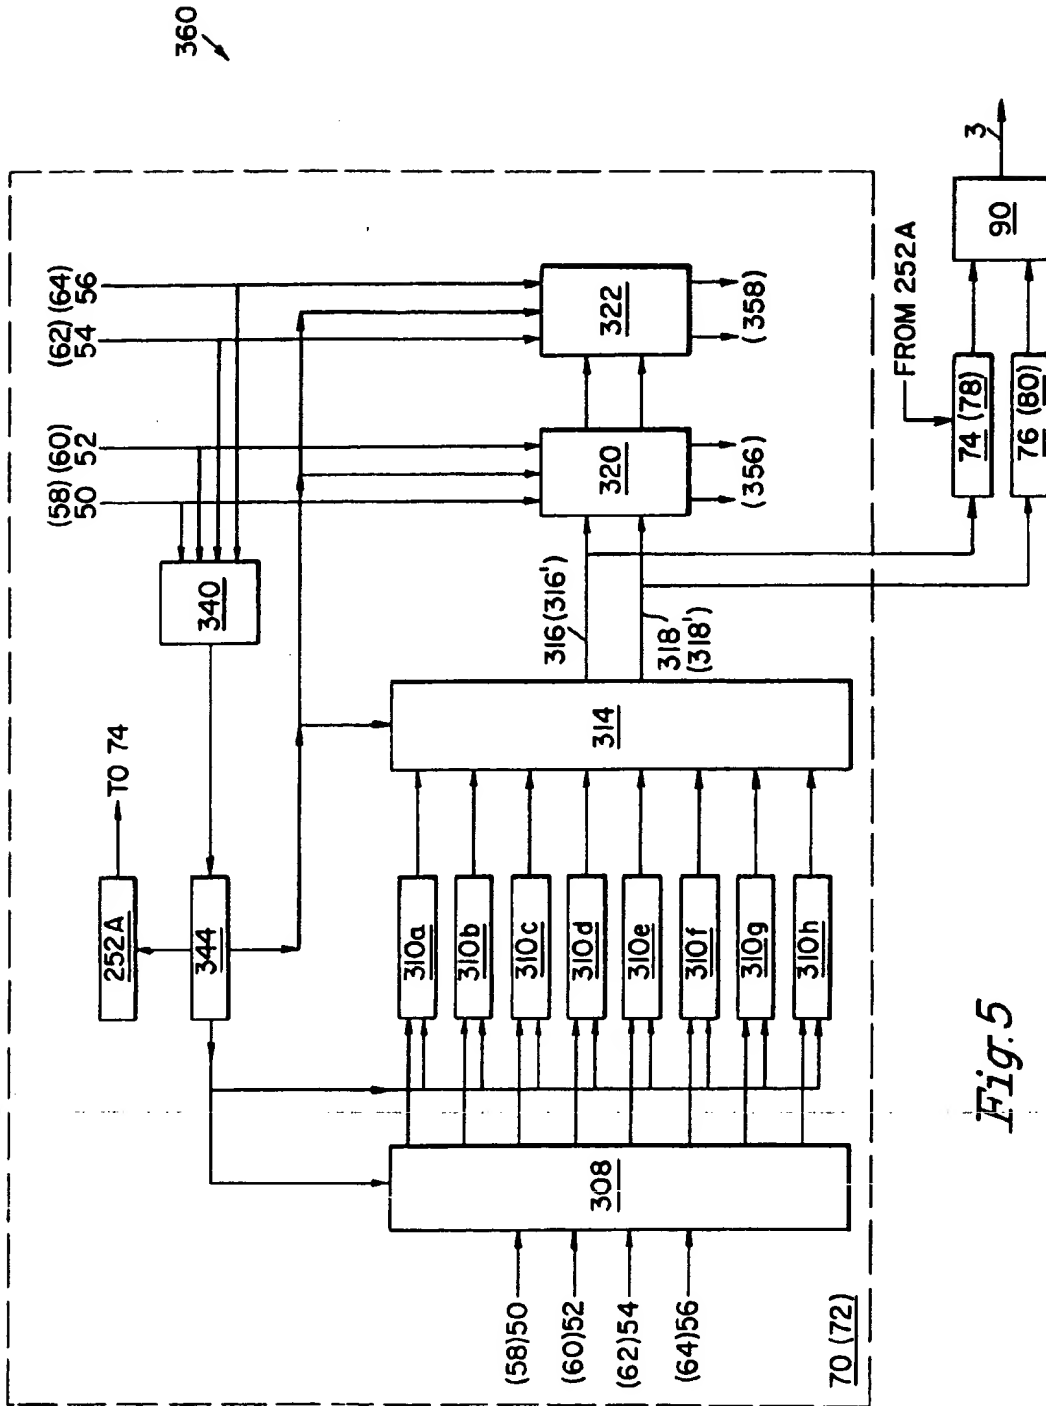 360
(58) (60)
50 52
(62) (64)
54 56
340
TO 74
252A
344
320
322
(356)
(358)
316 (316')
318
(318')
314
310a
310b
310c
310d
310e
310f
310g
310h
308
(58)50
(60)52
(62)54
(64)56
70 (72)
FROM 252A
74 (78)
76 (80)
90
3
Fig. 5